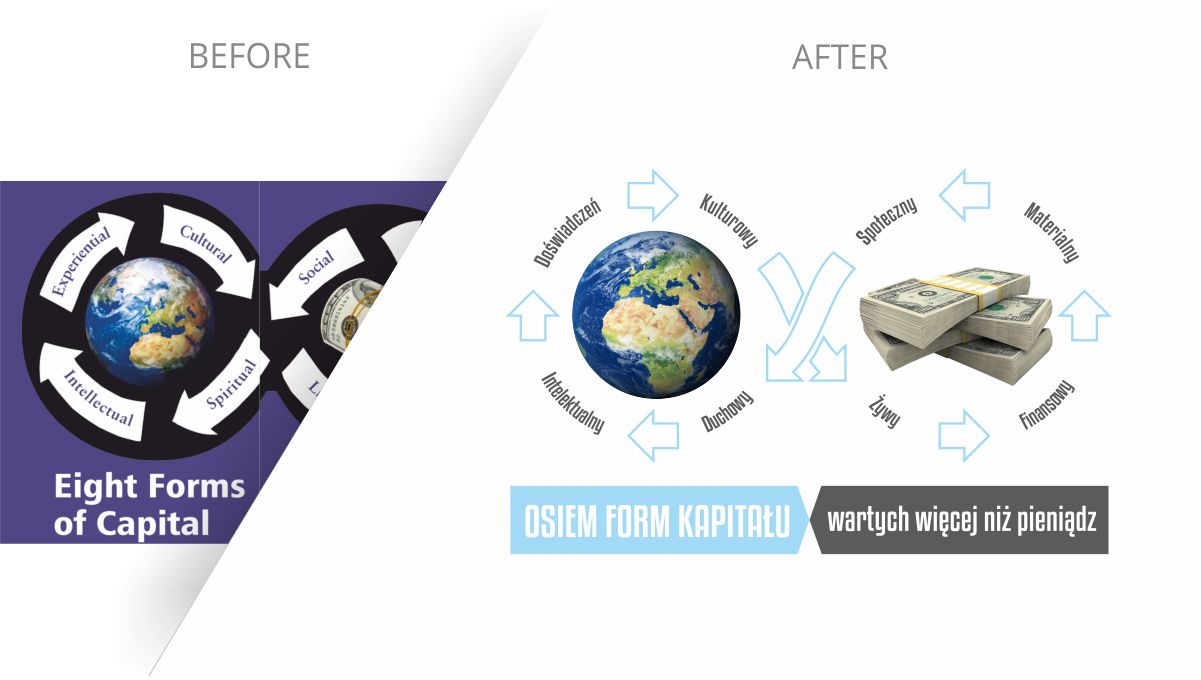 BEFORE
AFTER
Experiential
Cultural
Intellectual
Spiritual
Social
Eight Forms
of Capital
Doświadczeń
Kulturowy
Intelektualny
Duchowy
Społeczny
Materialny
Żywy
Finansowy
OSIEM FORM KAPITAŁU
wartych więcej niż pieniądz